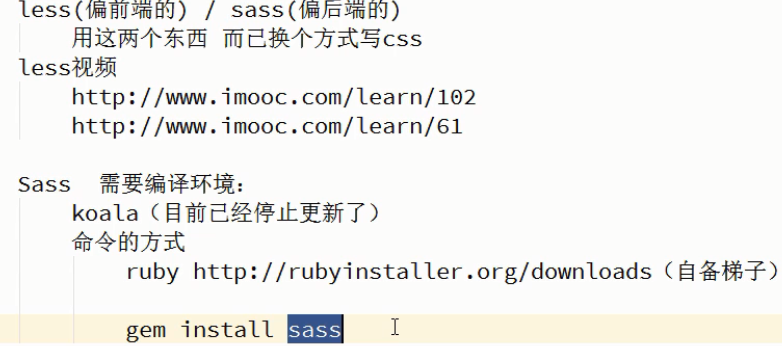 less(偏前端的) / sass(偏后端的)
用这两个东西 而已换个方式写css
less视频
http://www.imooc.com/learn/102
http://www.imooc.com/learn/61
Sass  需要编译环境:
koala（目前已经停止更新了）
命令的方式
ruby http://rubyinstaller.org/downloads（自备梯子）
gem install sass